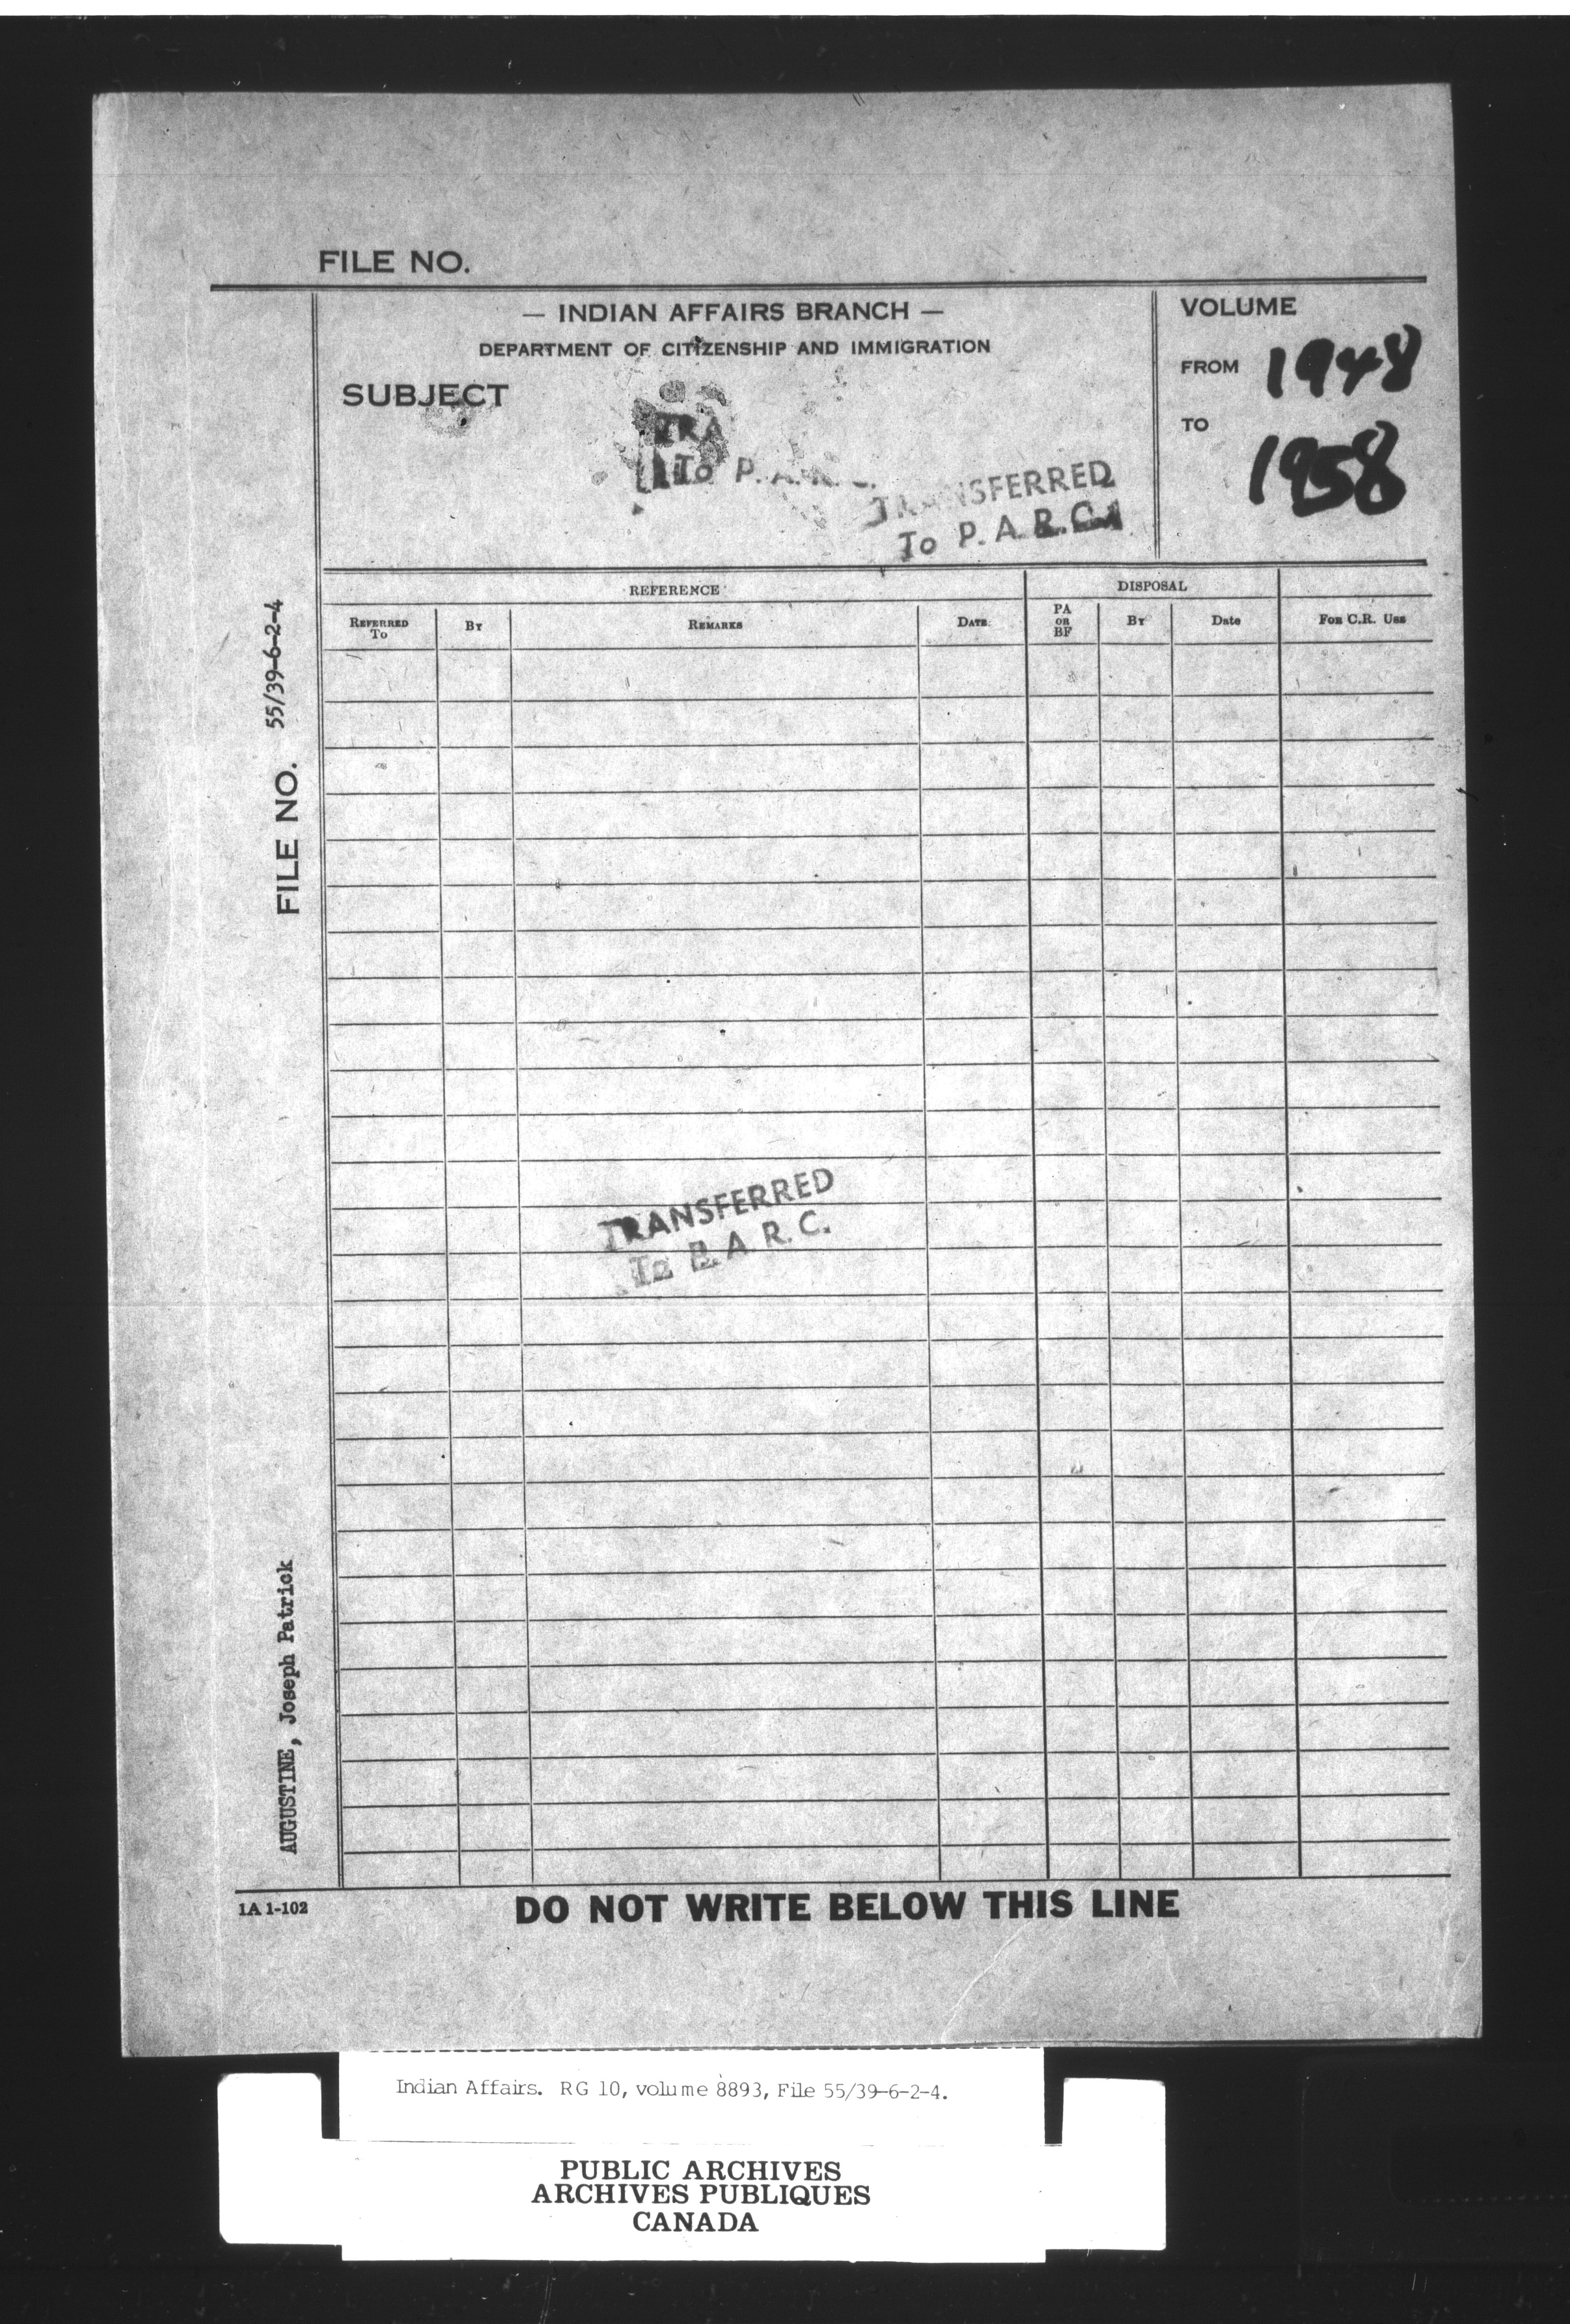 FILE NO.
— INDIAN AFFAIRS BRANCH —
DEPARTMENT OF CITIZENSHIP AND IMMIGRATION
SUBJECT
VOLUME
FROM 1948
TO
1958
To P. A.
TRANSFERRED
To P. A. R. C.
FILE NO. 55/39-6-2-4
REFERENCE
DISPOSAL
REFERRED To
BY
REMARKS
DATE
PA OR BF
BY
Date
FOR C.R. USE
TRANSFERRED
To P. A R. C.
AUGUSTINE, Joseph Patrick
1A 1-102
DO NOT WRITE BELOW THIS LINE
Indian Affairs. RG 10, volume 8893, File 55/39-6-2-4.
PUBLIC ARCHIVES
ARCHIVES PUBLIQUES
CANADA